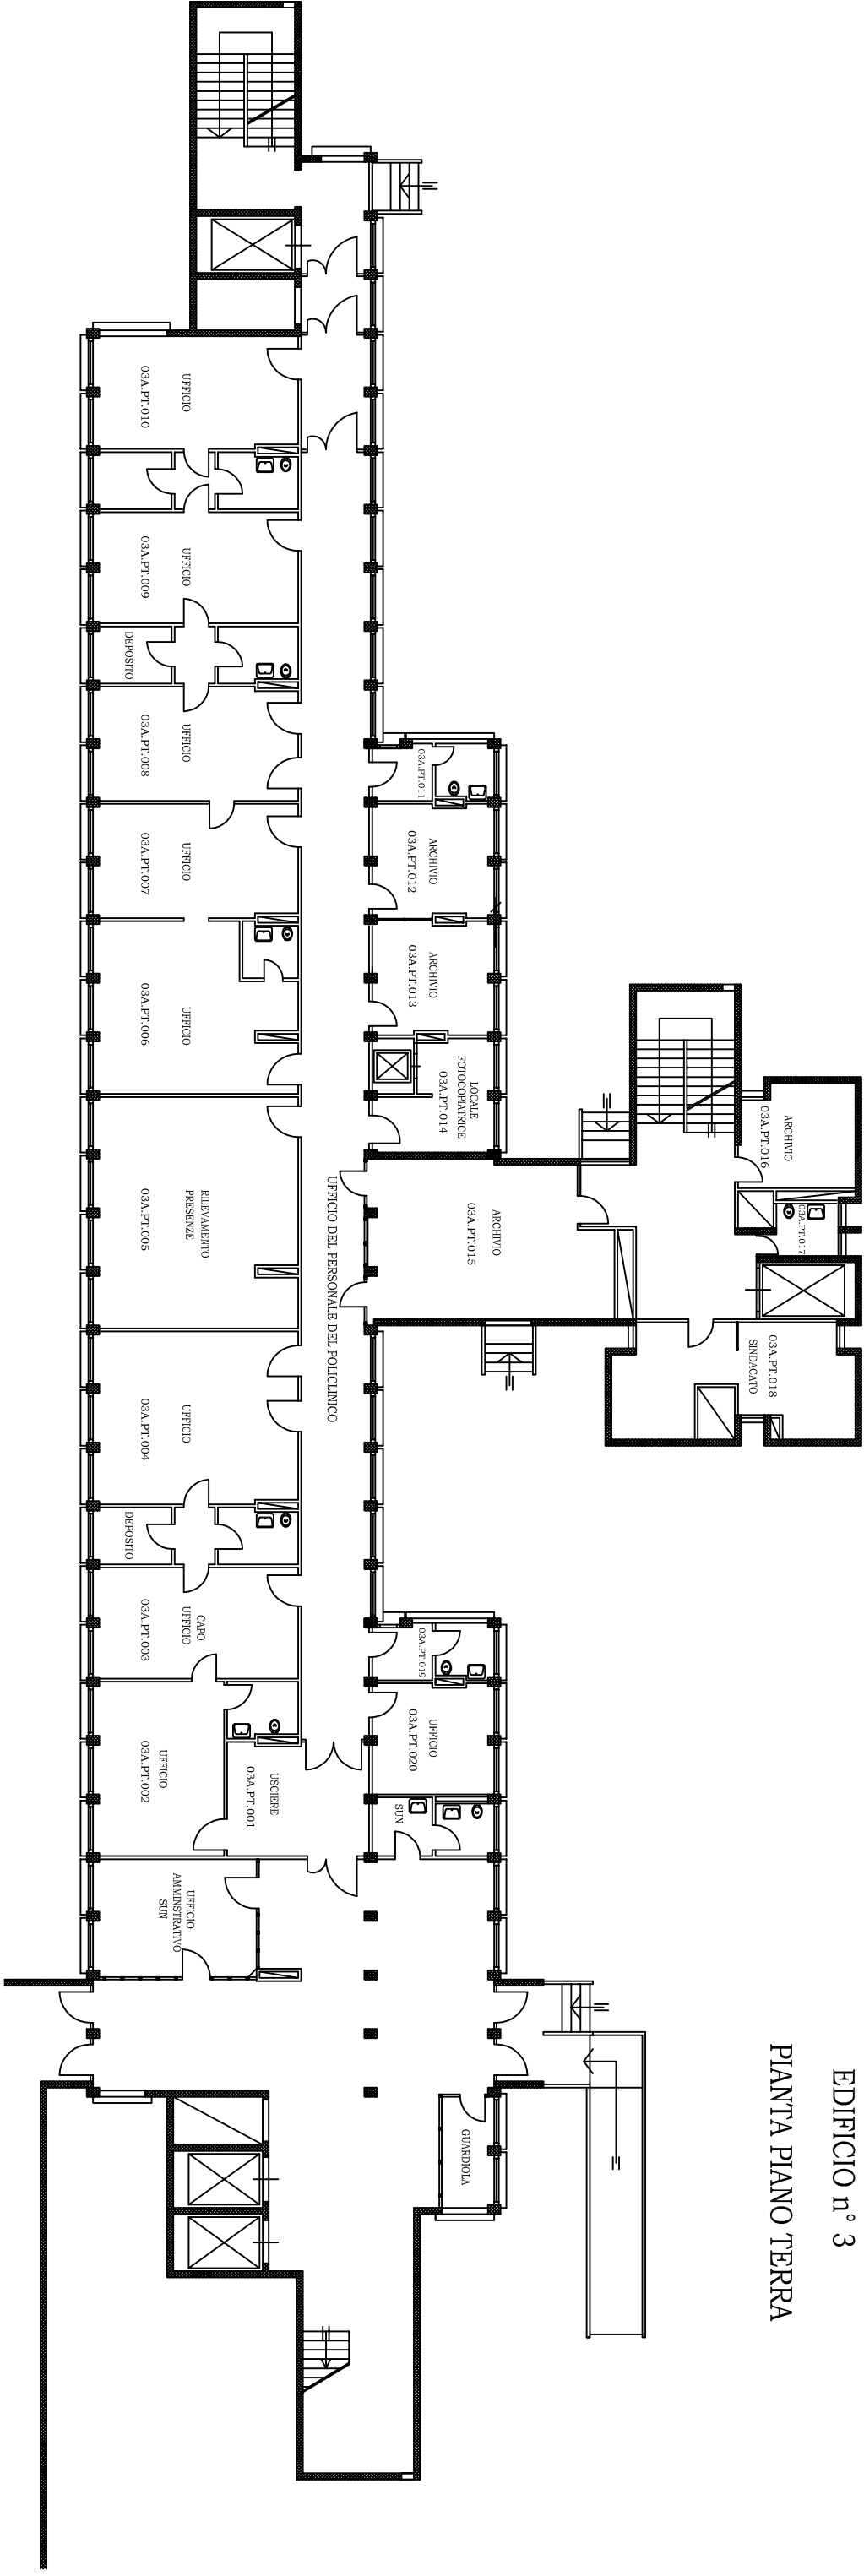 EDIFICIO n° 3
PIANTA PIANO TERRA
ARCHIVIO
03A.PT.016
03A.PT.017
03A.PT.018
SINDACATO
03A.PT.011
ARCHIVIO
03A.PT.012
ARCHIVIO
03A.PT.013
LOCALE
FOTOCOPIATRICE
03A.PT.014
ARCHIVIO
03A.PT.015
03A.PT.019
UFFICIO
03A.PT.020
SUN
GUARDIOLA
UFFICIO DEL PERSONALE DEL POLICLINICO
UFFICIO
03A.PT.010
UFFICIO
03A.PT.009
DEPOSITO
UFFICIO
03A.PT.008
UFFICIO
03A.PT.007
UFFICIO
03A.PT.006
RILEVAMENTO
PRESENZE
03A.PT.005
UFFICIO
03A.PT.004
DEPOSITO
CAPO
UFFICIO
03A.PT.003
UFFICIO
03A.PT.002
USCIERE
03A.PT.001
UFFICIO
AMMINSTRATIVO
SUN